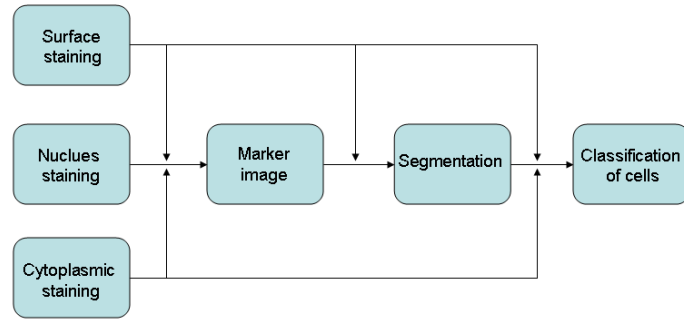 Surface
staining
Nuclues
staining
Marker
image
Segmentation
Classification
of cells
Cytoplasmic
staining